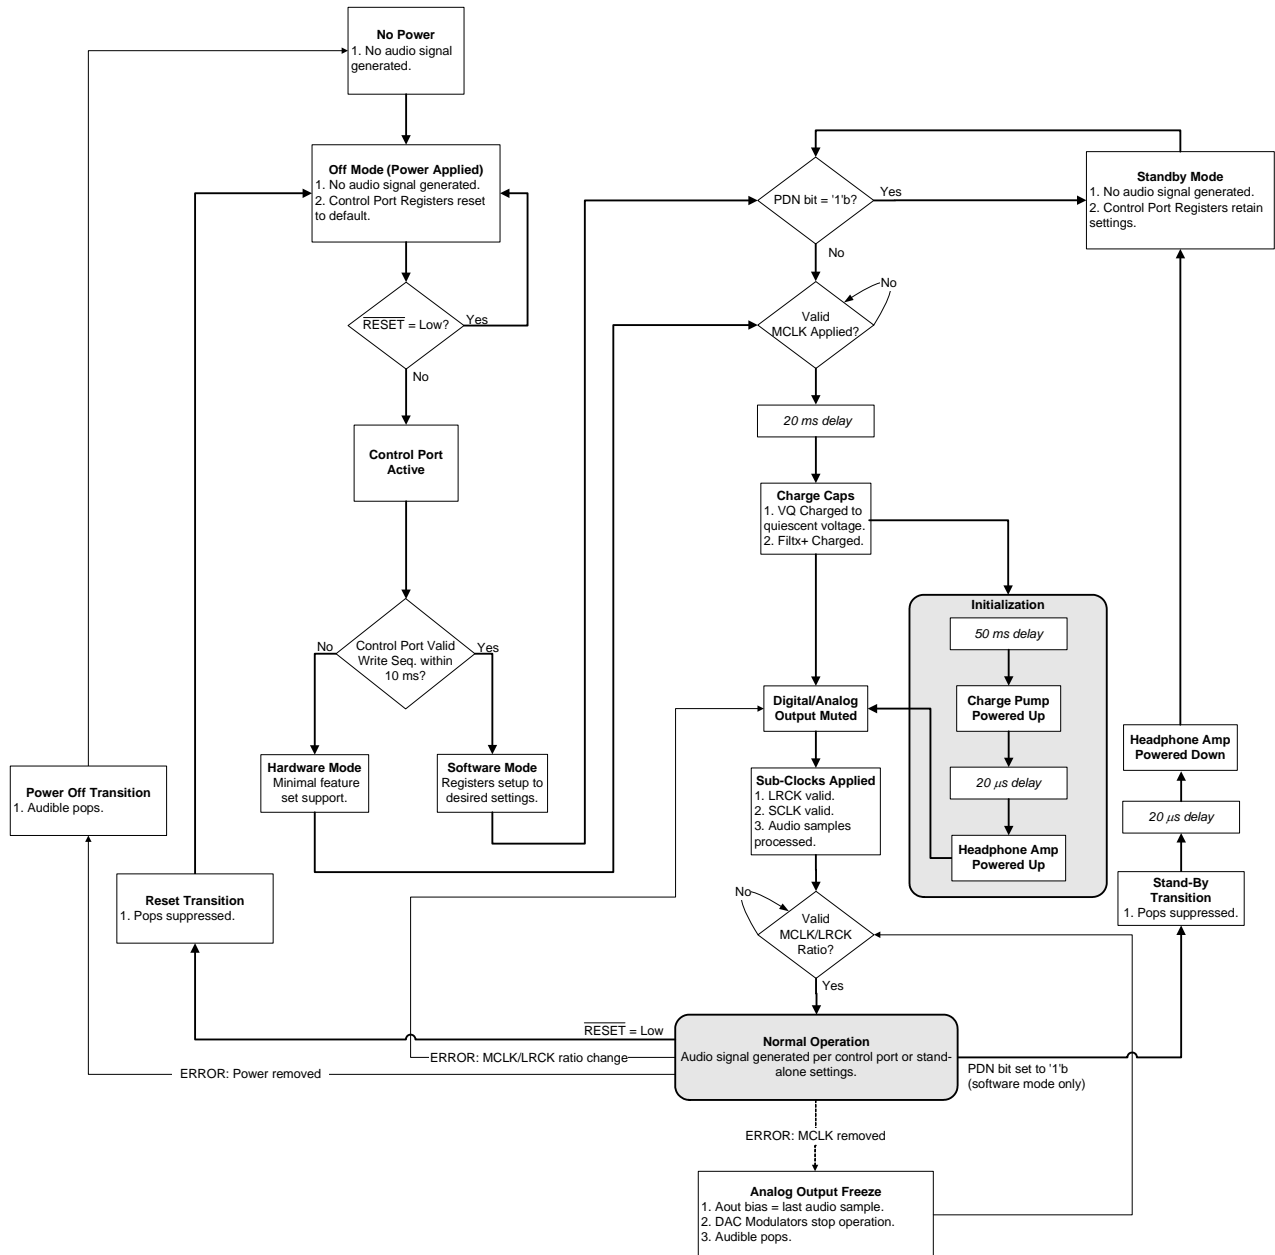 No Power
1. No audio signal
generated.
Off Mode (Power Applied)
1. No audio signal generated.
2. Control Port Registers reset
to default.
RESET = Low?
Yes
No
Control Port
Active
Control Port Valid
Write Seq. within
10 ms?
No
Yes
Hardware Mode
Minimal feature
set support.
Software Mode
Registers setup to
desired settings.
Power Off Transition
1. Audible pops.
Reset Transition
1. Pops suppressed.
PDN bit = '1'b?
Yes
No
Standby Mode
1. No audio signal generated.
2. Control Port Registers retain
settings.
Valid
MCLK Applied?
No
20 ms delay
Charge Caps
1. VQ Charged to
quiescent voltage.
2. Filtx+ Charged.
Initialization
50 ms delay
Charge Pump
Powered Up
20 μs delay
Headphone Amp
Powered Up
Digital/Analog
Output Muted
Sub-Clocks Applied
1. LRCK valid.
2. SCLK valid.
3. Audio samples
processed.
No
Valid
MCLK/LRCK
Ratio?
Yes
Headphone Amp
Powered Down
20 μs delay
Stand-By
Transition
1. Pops suppressed.
RESET = Low
ERROR: MCLK/LRCK ratio change
ERROR: Power removed
Normal Operation
Audio signal generated per control port or stand-
alone settings.
PDN bit set to '1'b
(software mode only)
ERROR: MCLK removed
Analog Output Freeze
1. Aout bias = last audio sample.
2. DAC Modulators stop operation.
3. Audible pops.